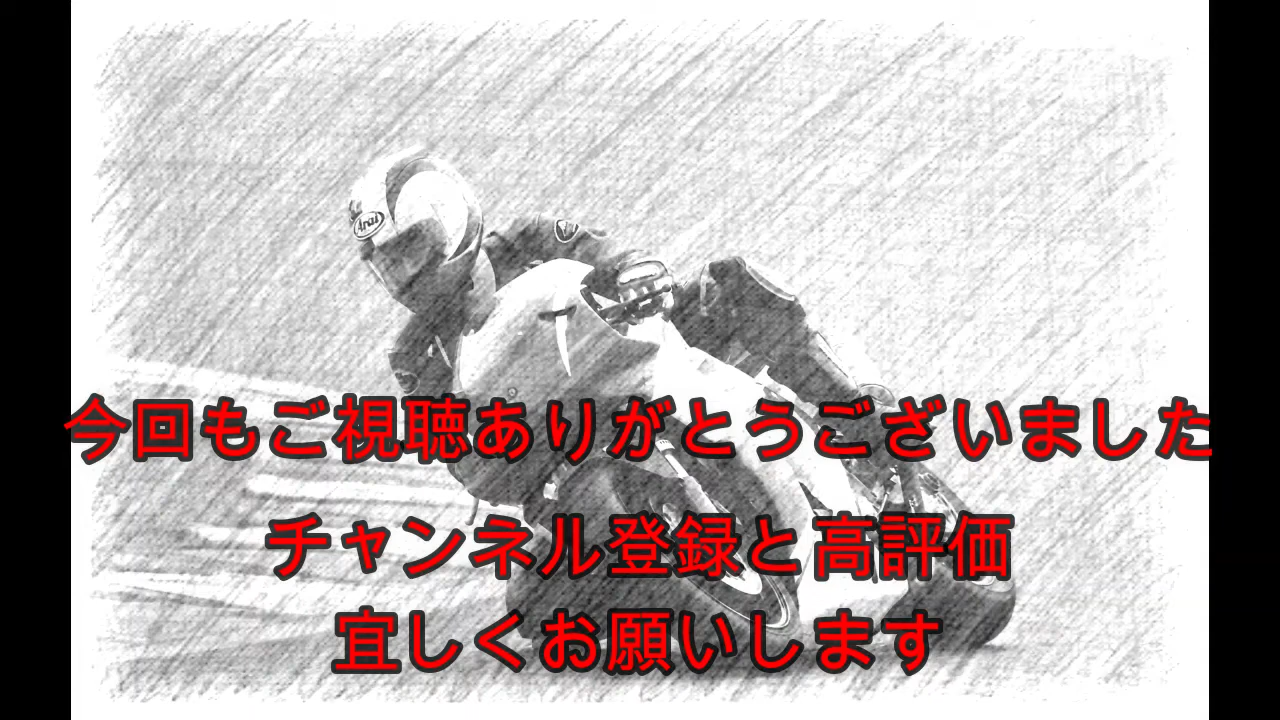 Arai
今回もご視聴ありがとうございました
チャンネル登録と高評価
宜しくお願いします